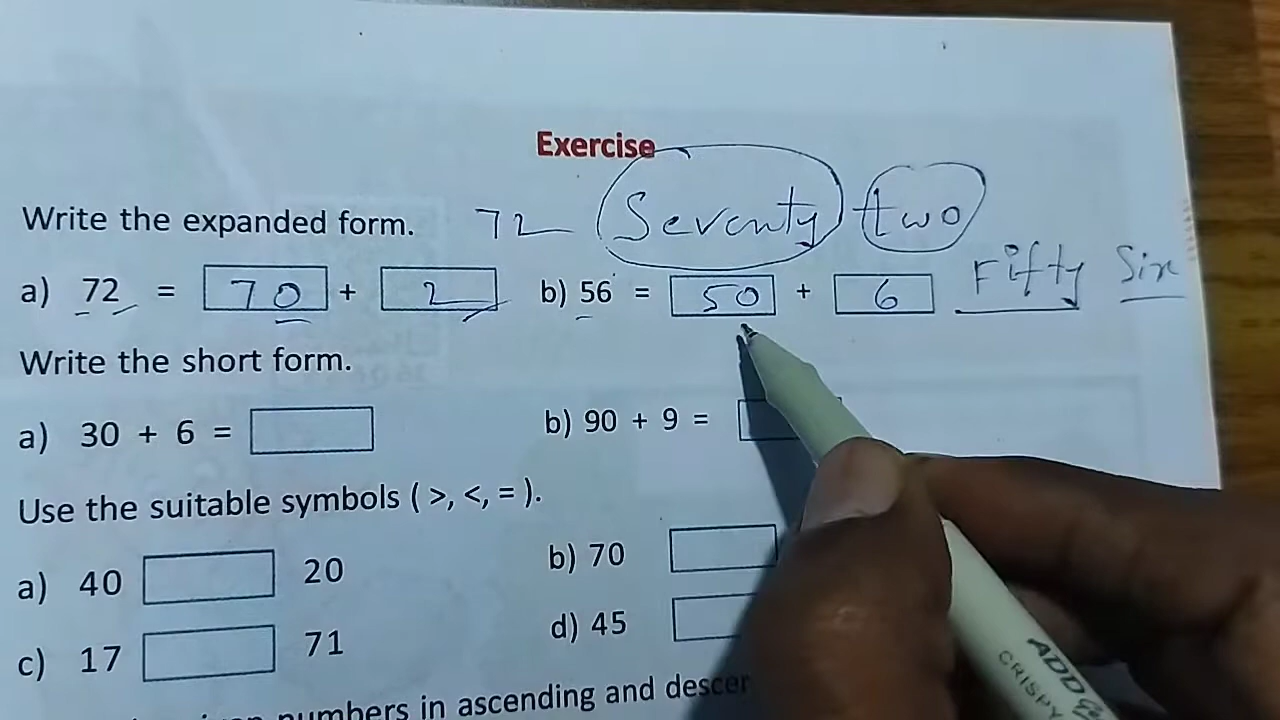 Exercise
Write the expanded form. 72 Seventy two
a) 72 = 70 + 2 b) 56 = 50 + 6 Fifty Six
Write the short form.
a) 30 + 6 = b) 90 + 9 =
Use the suitable symbols ( >, <, = ).
a) 40 20 b) 70
c) 17 71 d) 45
numbers in ascending and descer
ADD
CRISPY